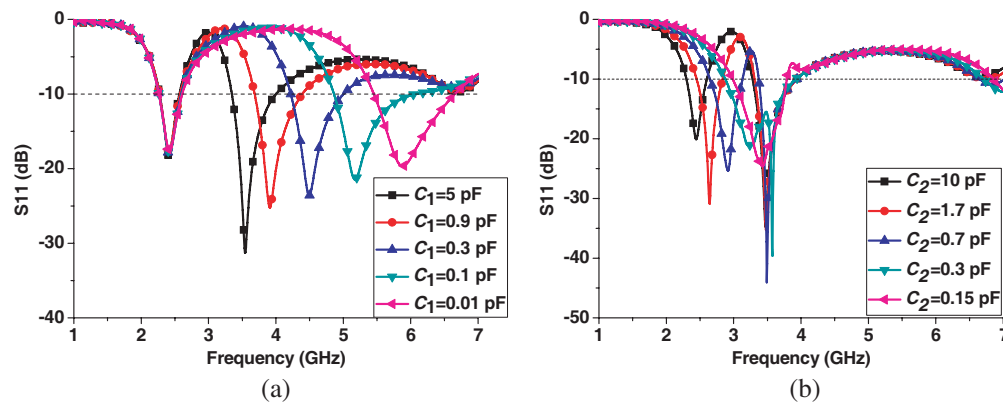 0
-10
-20
-30
-40
S11 (dB)
C1=5 pF
C1=0.9 pF
C1=0.3 pF
C1=0.1 pF
C1=0.01 pF
1 2 3 4 5 6 7
Frequency (GHz)
(a)
0
-10
-20
-30
-40
-50
S11 (dB)
C2=10 pF
C2=1.7 pF
C2=0.7 pF
C2=0.3 pF
C2=0.15 pF
1 2 3 4 5 6 7
Frequency (GHz)
(b)